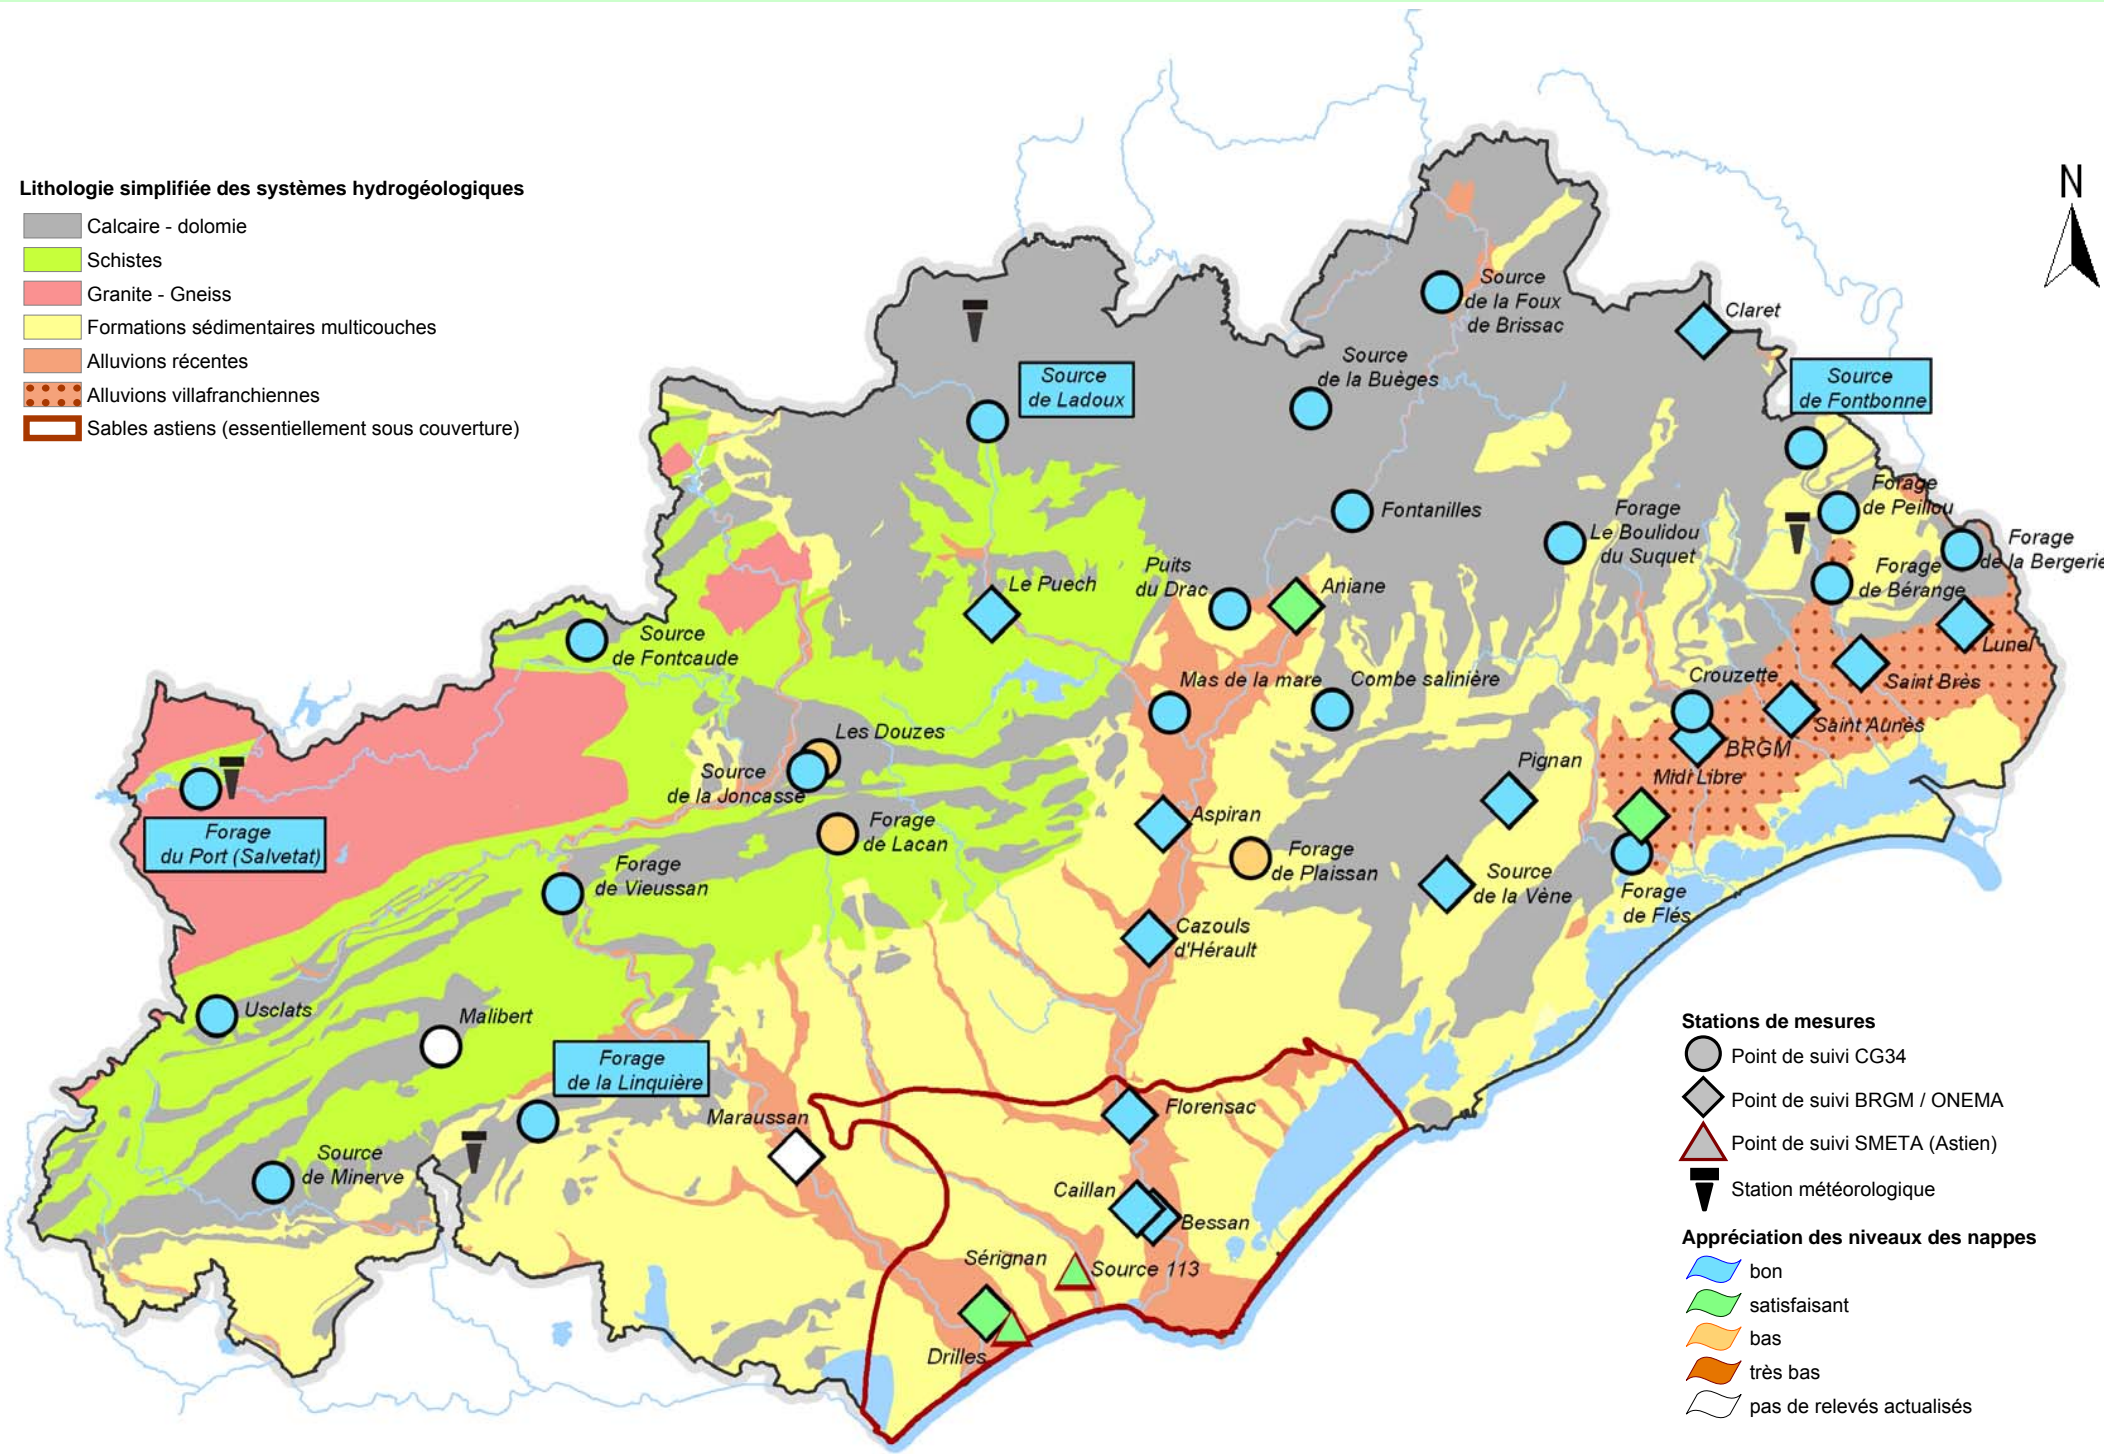 Lithologie simplifiée des systèmes hydrogéologiques
Calcaire - dolomie
Schistes
Granite - Gneiss
Formations sédimentaires multicouches
Alluvions récentes
Alluvions villafranchiennes
Sables astiens (essentiellement sous couverture)
N
Source
de la Foux
de Brissac
Claret
Source
de la Buèges
Source
de Ladoux
Source
de Fontbonne
Forage
de Peillou
Fontanilles
Forage
Le Boulidou
du Suquet
Forage
de la Bergerie
Forage
de Bérange
Puits
du Drac
Aniane
Le Puech
Lunel
Source
de Fontcaude
Saint Brès
Mas de la mare
Combe salinière
Crouzette
Saint Aunès
BRGM
Les Douzes
Source
de la Joncasse
Pignan
Midi Libre
Forage
du Port (Salvetat)
Forage
de Lacan
Aspiran
Forage
de Plaissan
Forage
de Vieussan
Source
de la Vène
Forage
de Flés
Cazouls
d'Hérault
Usclats
Malibert
Forage
de la Linquière
Maraussan
Florensac
Source
de Minerve
Caillan
Bessan
Sérignan
Source 113
Drilles
Stations de mesures
Point de suivi CG34
Point de suivi BRGM / ONEMA
Point de suivi SMETA (Astien)
Station météorologique
Appréciation des niveaux des nappes
bon
satisfaisant
bas
très bas
pas de relevés actualisés